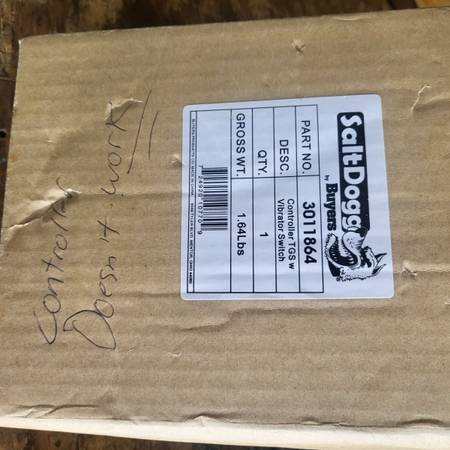 Controller
Doesn't work
SaltDogg
by Buyers
PART NO. 3011864
DESC. Controller TGS w
Vibrator Switch
QTY. 1
GROSS WT. 1.64Lbs